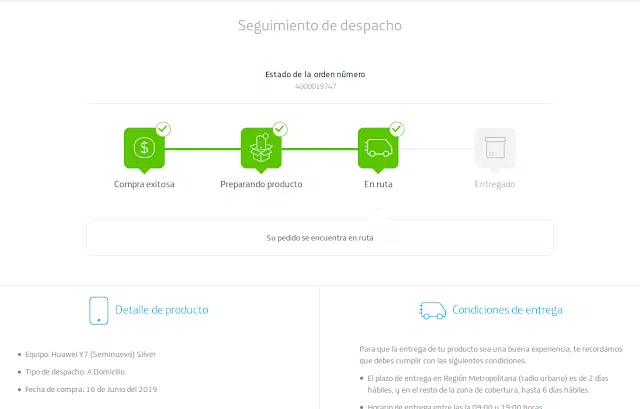 Seguimiento de despacho
Estado de la orden número
4000019747
Compra exitosa
Preparando producto
En ruta
Entregado
Su pedido se encuentra en ruta
Detalle de producto
Equipo: Huawei Y7 (Seminuevo) Silver
Tipo de despacho: A Domicilio
Fecha de compra: 16 de Junio del 2019
Condiciones de entrega
Para que la entrega de tu producto sea una buena experiencia, te recordamos
que debes cumplir con las siguientes condiciones.
El plazo de entrega en Región Metropolitana (radio urbano) es de 2 días
hábiles, y en el resto de la zona de cobertura, hasta 6 días hábiles.
Horario de entrega entre las la 09:00 y 19:00 horas